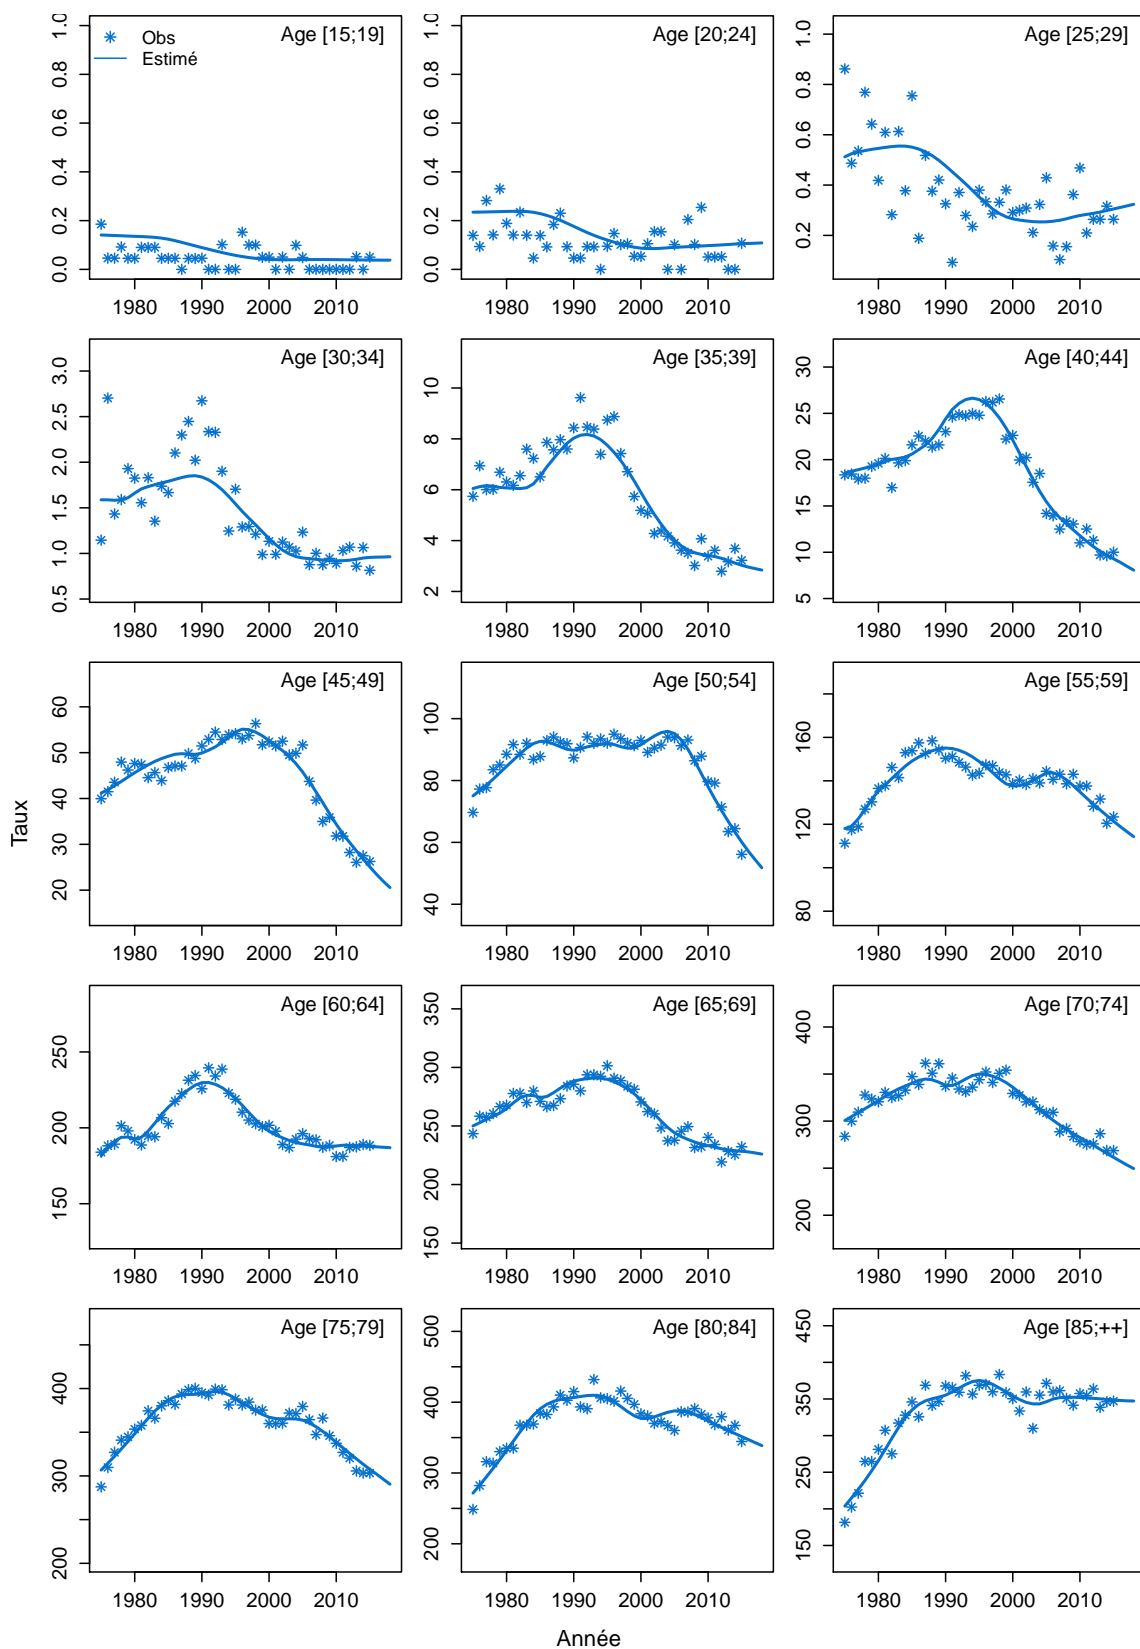 Obs
Estimé
Age [15;19]
0.0 0.2 0.4 0.6 0.8 1.0
1980 1990 2000 2010
Age [20;24]
0.0 0.2 0.4 0.6 0.8 1.0
1980 1990 2000 2010
Age [25;29]
0.2 0.4 0.6 0.8 1.0
1980 1990 2000 2010
Age [30;34]
0.5 1.0 1.5 2.0 2.5 3.0
1980 1990 2000 2010
Age [35;39]
2 4 6 8 10
1980 1990 2000 2010
Age [40;44]
5 10 15 20 25 30
1980 1990 2000 2010
Age [45;49]
20 30 40 50 60
1980 1990 2000 2010
Age [50;54]
40 60 80 100
1980 1990 2000 2010
Age [55;59]
80 120 160
1980 1990 2000 2010
Age [60;64]
150 200 250
1980 1990 2000 2010
Age [65;69]
150 200 250 300 350
1980 1990 2000 2010
Age [70;74]
200 300 400
1980 1990 2000 2010
Age [75;79]
200 300 400
1980 1990 2000 2010
Age [80;84]
200 300 400 500
1980 1990 2000 2010
Age [85;++]
150 250 350 450
1980 1990 2000 2010
Taux
Année